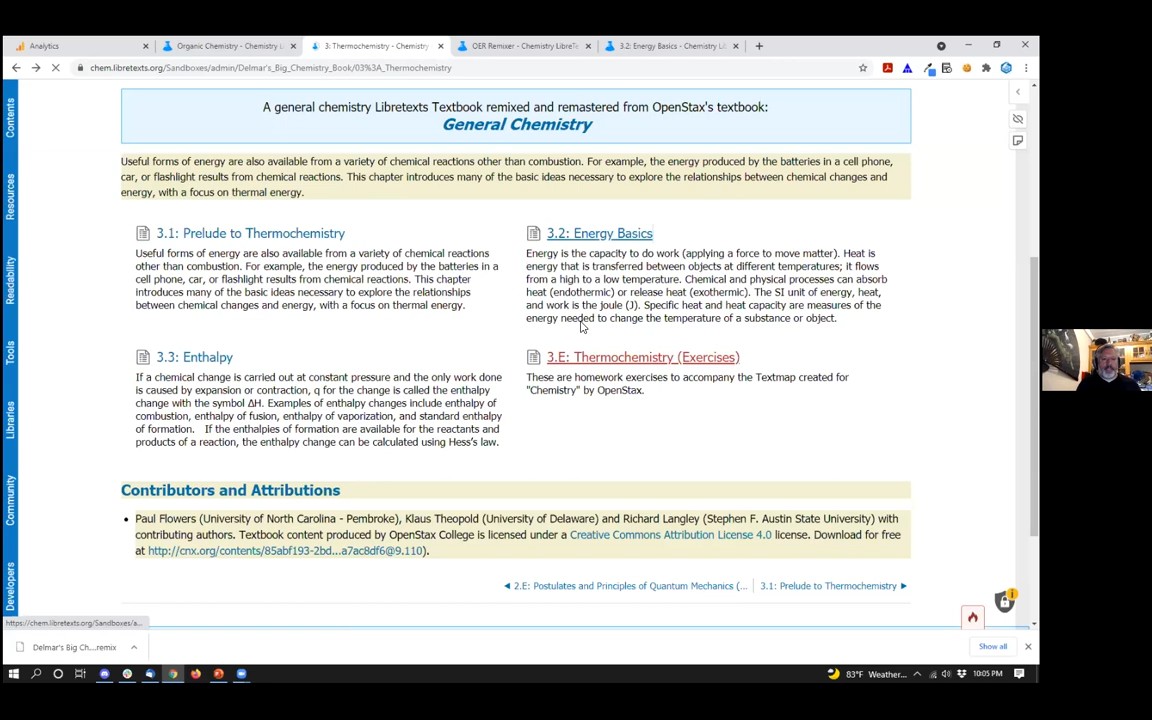 Analytics
Organic Chemistry - Chemistry Li
3: Thermochemistry - Chemistry
OER Remixer - Chemistry LibreTe
3.2: Energy Basics - Chemistry Li
chem.libretexts.org/Sandboxes/admin/Delmar's_Big_Chemistry_Book/03%3A_Thermochemistry
Contents
Resources
Readability
Tools
Libraries
Community
Developers
A general chemistry Libretexts Textbook remixed and remastered from OpenStax's textbook:
General Chemistry
Useful forms of energy are also available from a variety of chemical reactions other than combustion. For example, the energy produced by the batteries in a cell phone,
car, or flashlight results from chemical reactions. This chapter introduces many of the basic ideas necessary to explore the relationships between chemical changes and
energy, with a focus on thermal energy.
3.1: Prelude to Thermochemistry
Useful forms of energy are also available from a variety of chemical reactions
other than combustion. For example, the energy produced by the batteries in a
cell phone, car, or flashlight results from chemical reactions. This chapter
introduces many of the basic ideas necessary to explore the relationships
between chemical changes and energy, with a focus on thermal energy.
3.2: Energy Basics
Energy is the capacity to do work (applying a force to move matter). Heat is
energy that is transferred between objects at different temperatures; it flows
from a high to a low temperature. Chemical and physical processes can absorb
heat (endothermic) or release heat (exothermic). The SI unit of energy, heat,
and work is the joule (J). Specific heat and heat capacity are measures of the
energy needed to change the temperature of a substance or object.
3.3: Enthalpy
If a chemical change is carried out at constant pressure and the only work done
is caused by expansion or contraction, q for the change is called the enthalpy
change with the symbol ΔH. Examples of enthalpy changes include enthalpy of
combustion, enthalpy of fusion, enthalpy of vaporization, and standard enthalpy
of formation. If the enthalpies of formation are available for the reactants and
products of a reaction, the enthalpy change can be calculated using Hess's law.
3.E: Thermochemistry (Exercises)
These are homework exercises to accompany the Textmap created for
"Chemistry" by OpenStax.
Contributors and Attributions
Paul Flowers (University of North Carolina - Pembroke), Klaus Theopold (University of Delaware) and Richard Langley (Stephen F. Austin State University) with
contributing authors. Textbook content produced by OpenStax College is licensed under a Creative Commons Attribution License 4.0 license. Download for free
at http://cnx.org/contents/85abf193-2bd...a7ac8df6@9.110).
2.E: Postulates and Principles of Quantum Mechanics (...
3.1: Prelude to Thermochemistry
https://chem.libretexts.org/Sandboxes/a...
Delmar's Big Ch....remix
Show all
83°F Weather...
10:05 PM